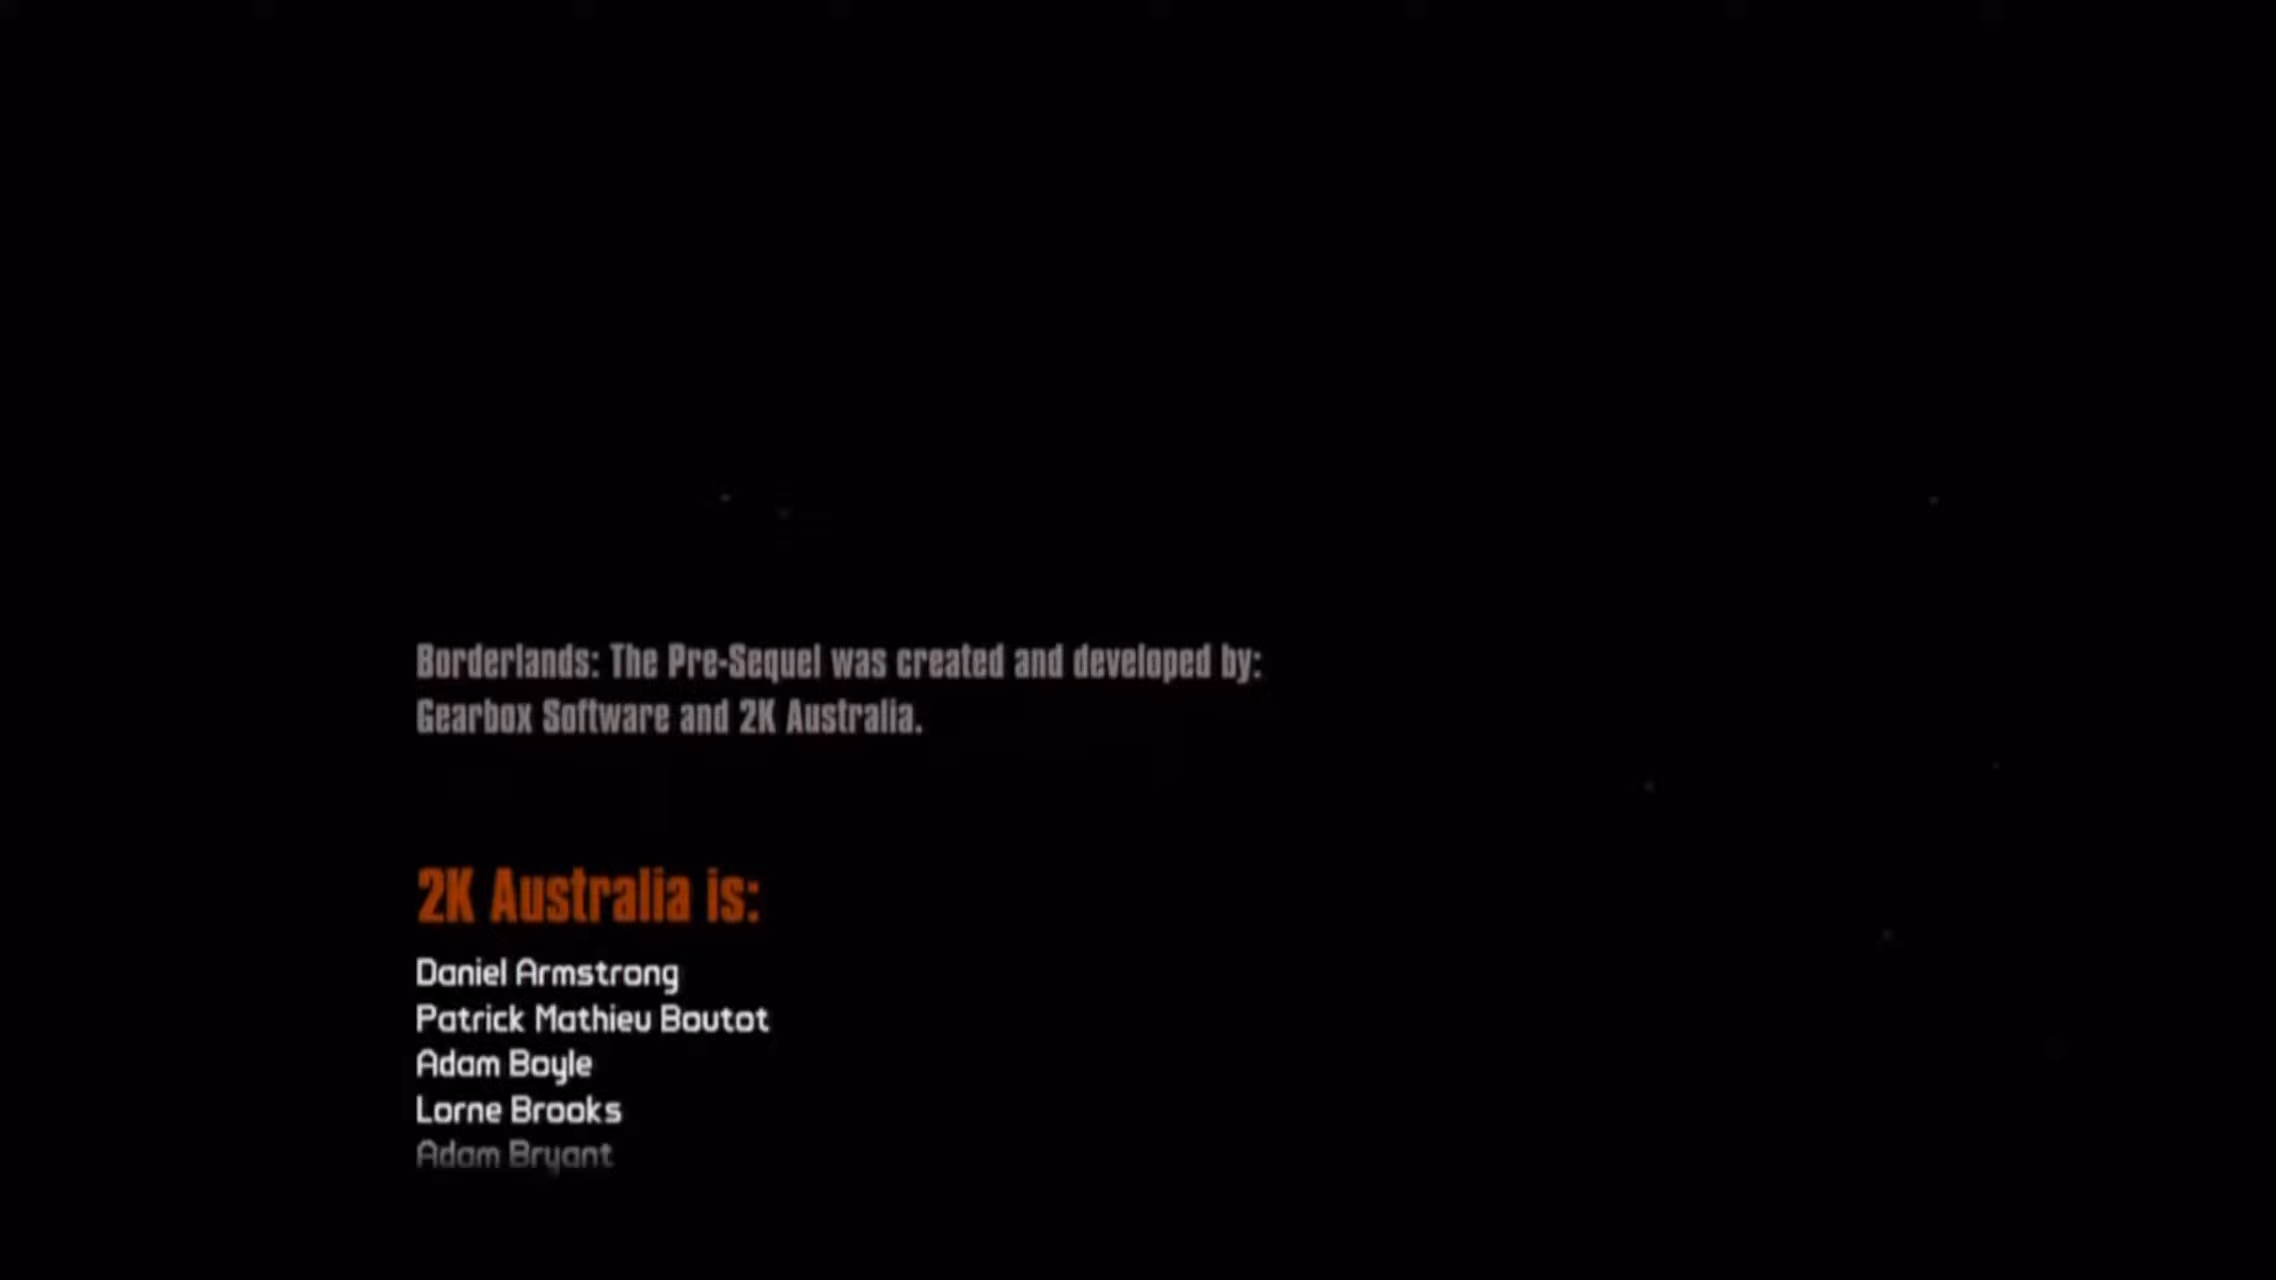 Borderlands: The Pre-Sequel was created and developed by:
Gearbox Software and 2K Australia.
2K Australia is:
Daniel Armstrong
Patrick Mathieu Boutot
Adam Boyle
Lorne Brooks
Adam Bryant